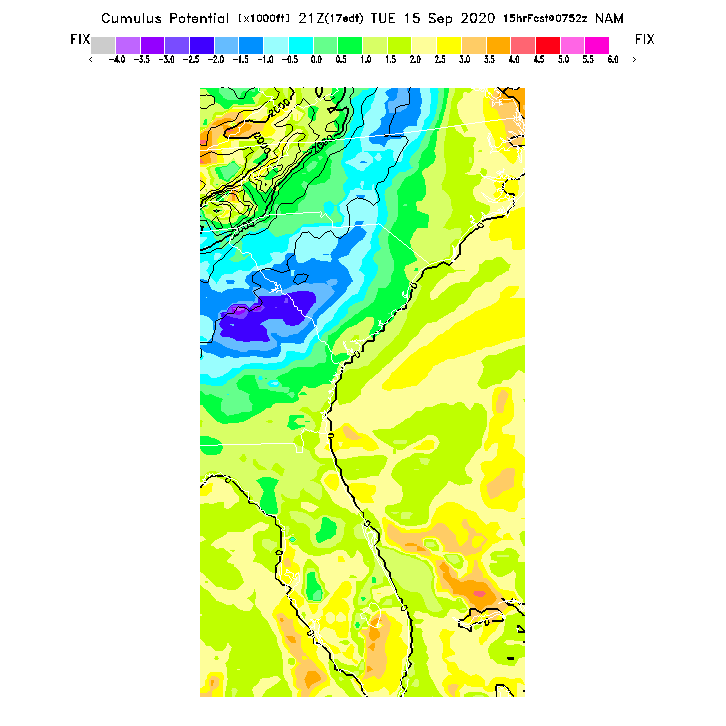 Cumulus Potential [x1000ft] 21Z(17edt) TUE 15 Sep 2020 15hrFcst@0752z NAM
FIX FIX
< -4.0 -3.5 -3.0 -2.5 -2.0 -1.5 -1.0 -0.5 0.0 0.5 1.0 1.5 2.0 2.5 3.0 3.5 4.0 4.5 5.0 5.5 6.0 >
2000
2000